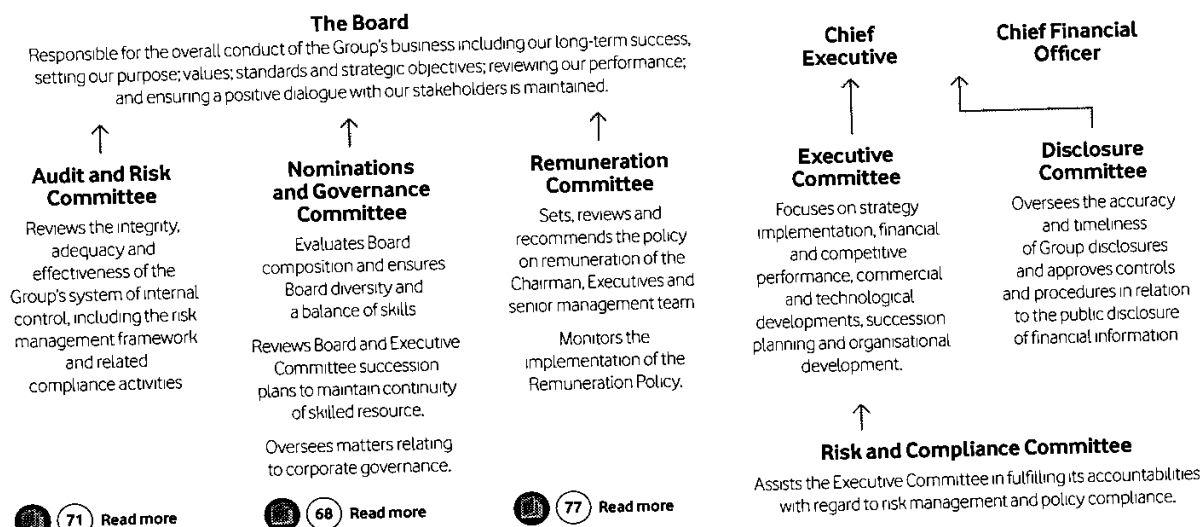 The Board
Responsible for the overall conduct of the Group's business including our long-term success,
setting our purpose; values; standards and strategic objectives; reviewing our performance;
and ensuring a positive dialogue with our stakeholders is maintained.
Audit and Risk
Committee
Reviews the integrity,
adequacy and
effectiveness of the
Group's system of internal
control, including the risk
management framework
and related
compliance activities
71 Read more
Nominations
and Governance
Committee
Evaluates Board
composition and ensures
Board diversity and
a balance of skills
Reviews Board and Executive
Committee succession
plans to maintain continuity
of skilled resource.
Oversees matters relating
to corporate governance.
68 Read more
Remuneration
Committee
Sets, reviews and
recommends the policy
on remuneration of the
Chairman, Executives and
senior management team
Monitors the
implementation of the
Remuneration Policy.
77 Read more
Chief
Executive
Chief Financial
Officer
Executive
Committee
Focuses on strategy
implementation, financial
and competitive
performance, commercial
and technological
developments, succession
planning and organisational
development.
Disclosure
Committee
Oversees the accuracy
and timeliness
of Group disclosures
and approves controls
and procedures in relation
to the public disclosure
of financial information
Risk and Compliance Committee
Assists the Executive Committee in fulfilling its accountabilities
with regard to risk management and policy compliance.